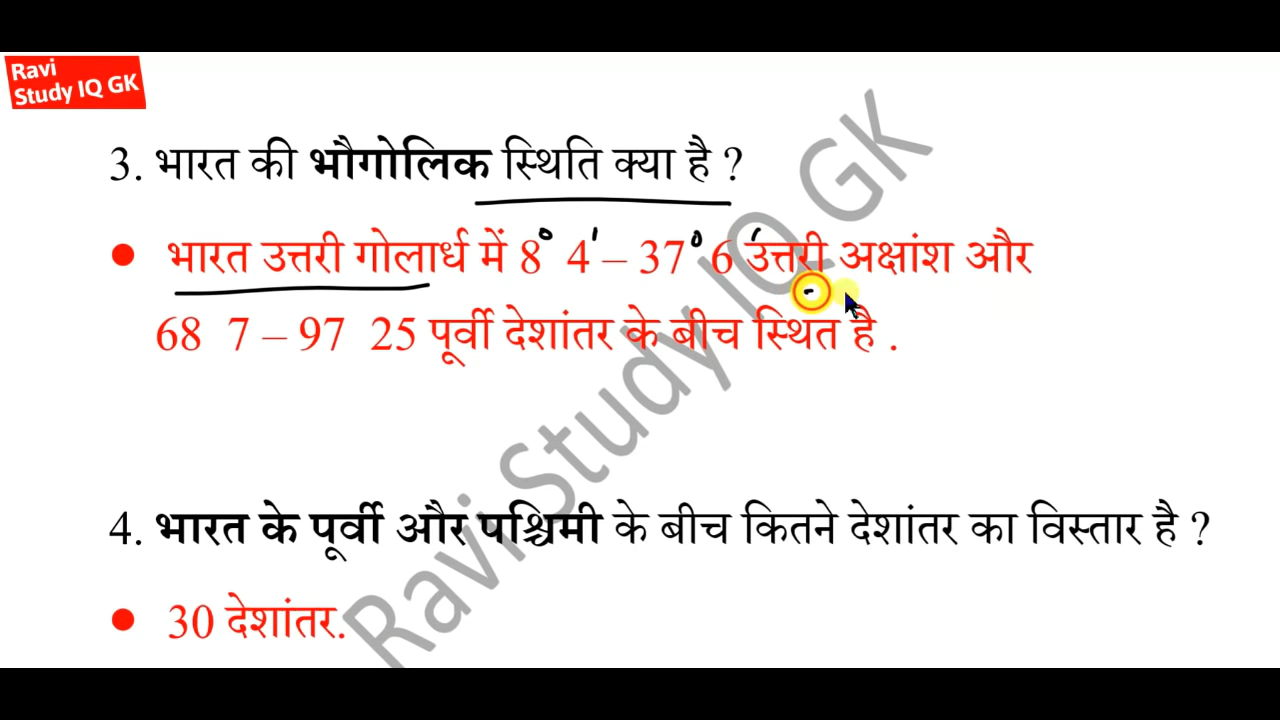 Ravi
Study IQ GK
3. भारत की भौगोलिक स्थिति क्या है ?
● भारत उत्तरी गोलार्ध में 8° 4' – 37° 6' उत्तरी अक्षांश और
68 7 – 97 25 पूर्वी देशांतर के बीच स्थित है .
4. भारत के पूर्वी और पश्चिमी के बीच कितने देशांतर का विस्तार है ?
● 30 देशांतर.
Ravi Study IQ GK